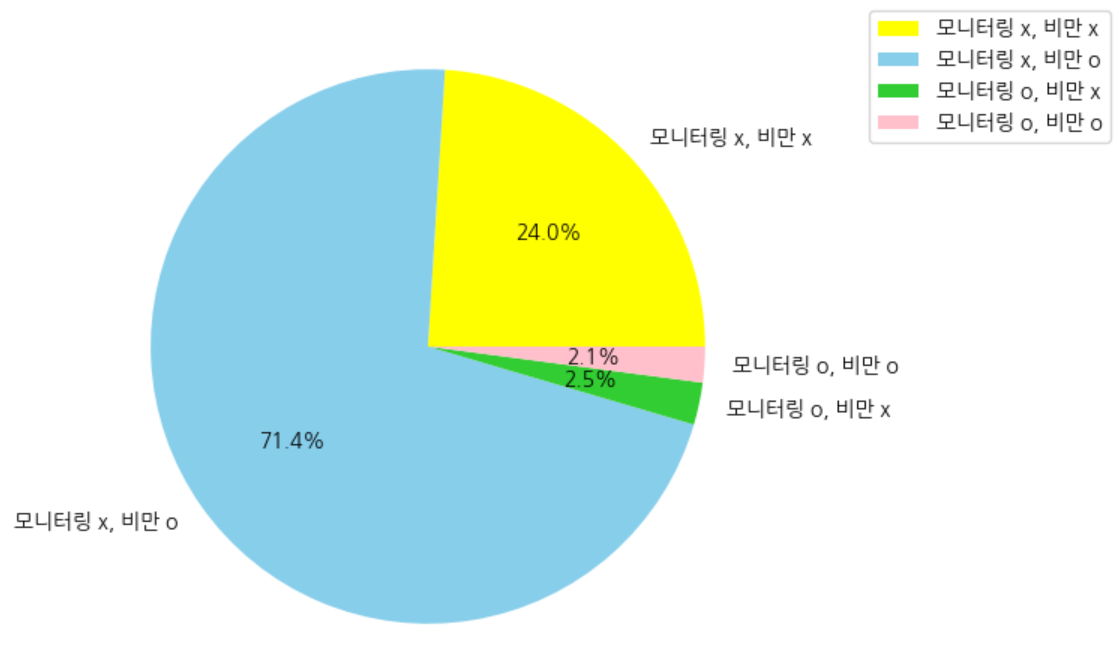 모니터링 x, 비만 x
모니터링 x, 비만 o
모니터링 o, 비만 x
모니터링 o, 비만 o
모니터링 x, 비만 x
24.0%
2.1%
모니터링 o, 비만 o
2.5%
모니터링 o, 비만 x
71.4%
모니터링 x, 비만 o